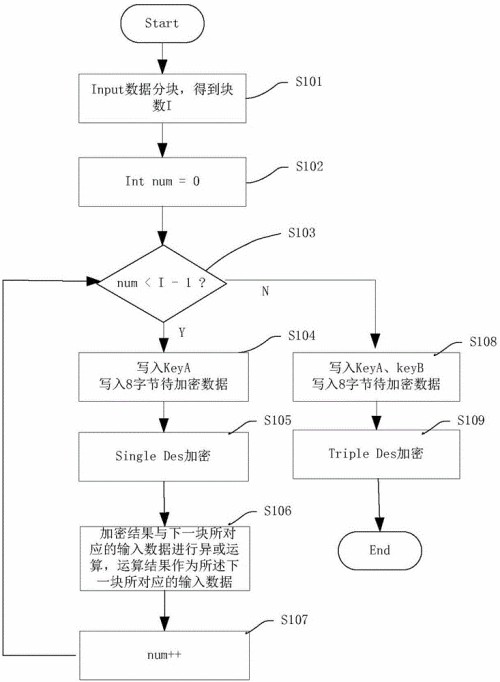 Start
Input数据分块，得到块
数I
S101
Int num = 0
S102
num < I - 1 ?
S103
N
Y
写入KeyA
写入8字节待加密数据
S104
写入KeyA、keyB
写入8字节待加密数据
S108
Single Des加密
S105
Triple Des加密
S109
加密结果与下一块所对
应的输入数据进行异或运
算，运算结果作为所述下
一块所对应的输入数据
S106
End
num++
S107